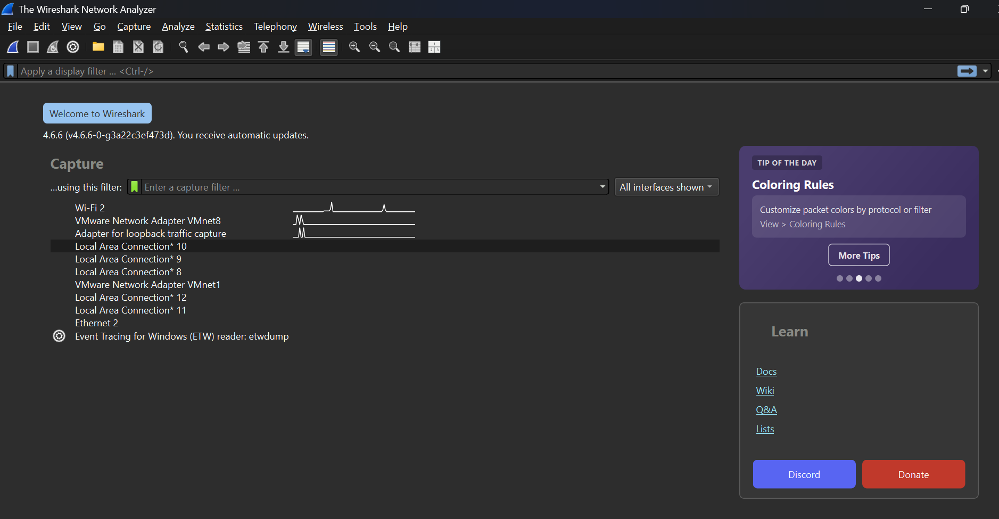 The Wireshark Network Analyzer
File Edit View Go Capture Analyze Statistics Telephony Wireless Tools Help
Apply a display filter ... <Ctrl-/>
Welcome to Wireshark
4.6.6 (v4.6.6-0-g3a22c3ef473d). You receive automatic updates.
Capture
...using this filter: Enter a capture filter ... All interfaces shown
Wi-Fi 2
VMware Network Adapter VMnet8
Adapter for loopback traffic capture
Local Area Connection* 10
Local Area Connection* 9
Local Area Connection* 8
VMware Network Adapter VMnet1
Local Area Connection* 12
Local Area Connection* 11
Ethernet 2
Event Tracing for Windows (ETW) reader: etwdump
TIP OF THE DAY
Coloring Rules
Customize packet colors by protocol or filter
View > Coloring Rules
More Tips
Learn
Docs
Wiki
Q&A
Lists
Discord Donate